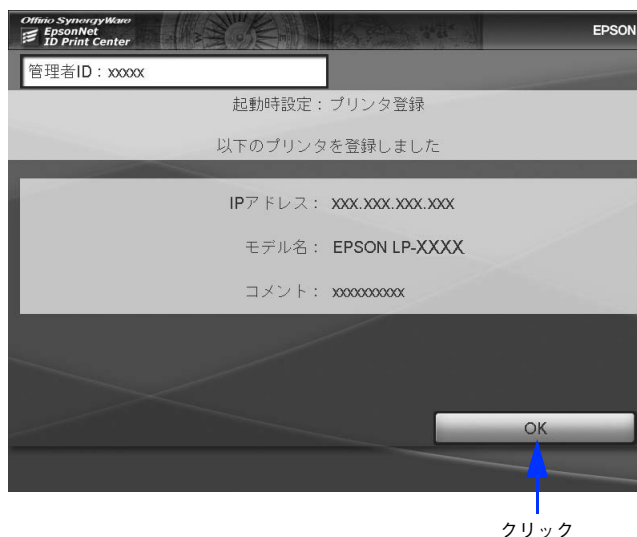 Offirio SynergyWare
EpsonNet
ID Print Center
EPSON
管理者ID：xxxxx
起動時設定：プリンタ登録
以下のプリンタを登録しました
IPアドレス： xxx.xxx.xxx.xxx
モデル名： EPSON LP-XXXX
コメント： xxxxxxxxxx
OK
クリック